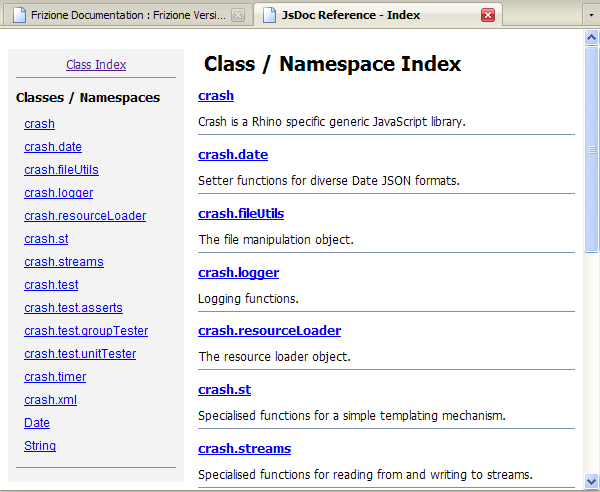 Frizione Documentation : Frizione Versi...
JsDoc Reference - Index
Class Index
Classes / Namespaces
crash
crash.date
crash.fileUtils
crash.logger
crash.resourceLoader
crash.st
crash.streams
crash.test
crash.test.asserts
crash.test.groupTester
crash.test.unitTester
crash.timer
crash.xml
Date
String
Class / Namespace Index
crash
Crash is a Rhino specific generic JavaScript library.
crash.date
Setter functions for diverse Date JSON formats.
crash.fileUtils
The file manipulation object.
crash.logger
Logging functions.
crash.resourceLoader
The resource loader object.
crash.st
Specialised functions for a simple templating mechanism.
crash.streams
Specialised functions for reading from and writing to streams.